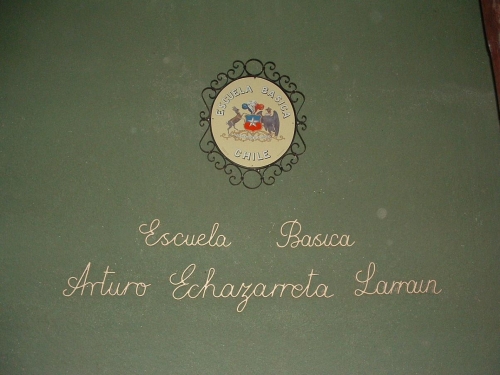 ESCUELA BASICA
CHILE
Escuela Basica
Arturo Echazarreta Larrain